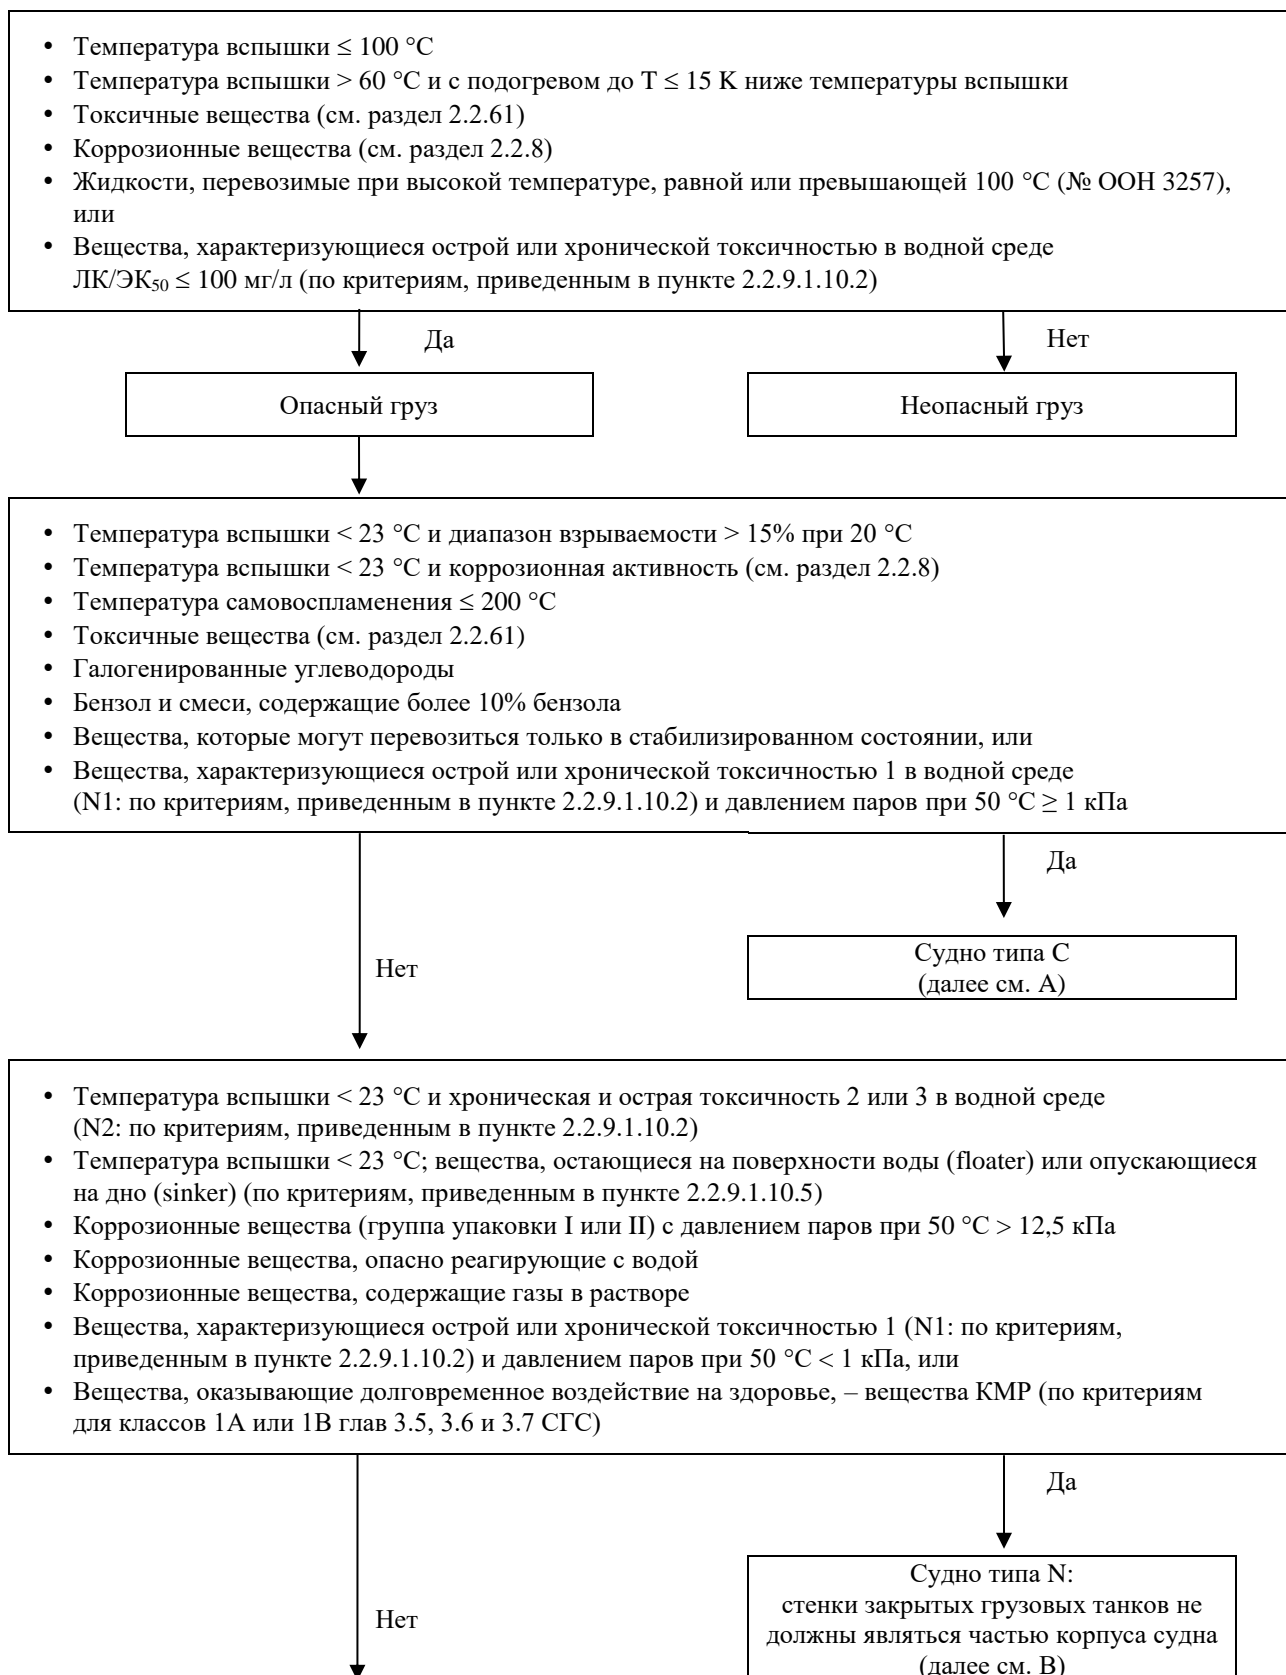 • Температура вспышки ≤ 100 °C
• Температура вспышки > 60 °C и с подогревом до T ≤ 15 K ниже температуры вспышки
• Токсичные вещества (см. раздел 2.2.61)
• Коррозионные вещества (см. раздел 2.2.8)
• Жидкости, перевозимые при высокой температуре, равной или превышающей 100 °C (№ ООН 3257),
или
• Вещества, характеризующиеся острой или хронической токсичностью в водной среде
ЛК/ЭК₅₀ ≤ 100 мг/л (по критериям, приведенным в пункте 2.2.9.1.10.2)
Да
Нет
Опасный груз
Неопасный груз
• Температура вспышки < 23 °C и диапазон взрываемости > 15% при 20 °C
• Температура вспышки < 23 °C и коррозионная активность (см. раздел 2.2.8)
• Температура самовоспламенения ≤ 200 °C
• Токсичные вещества (см. раздел 2.2.61)
• Галогенированные углеводороды
• Бензол и смеси, содержащие более 10% бензола
• Вещества, которые могут перевозиться только в стабилизированном состоянии, или
• Вещества, характеризующиеся острой или хронической токсичностью 1 в водной среде
(N1: по критериям, приведенным в пункте 2.2.9.1.10.2) и давлением паров при 50 °C ≥ 1 кПа
Да
Нет
Судно типа С
(далее см. А)
• Температура вспышки < 23 °C и хроническая и острая токсичность 2 или 3 в водной среде
(N2: по критериям, приведенным в пункте 2.2.9.1.10.2)
• Температура вспышки < 23 °C; вещества, остающиеся на поверхности воды (floater) или опускающиеся
на дно (sinker) (по критериям, приведенным в пункте 2.2.9.1.10.5)
• Коррозионные вещества (группа упаковки I или II) с давлением паров при 50 °C > 12,5 кПа
• Коррозионные вещества, опасно реагирующие с водой
• Коррозионные вещества, содержащие газы в растворе
• Вещества, характеризующиеся острой или хронической токсичностью 1 (N1: по критериям,
приведенным в пункте 2.2.9.1.10.2) и давлением паров при 50 °C < 1 кПа, или
• Вещества, оказывающие долговременное воздействие на здоровье, – вещества КМР (по критериям
для классов 1A или 1B глав 3.5, 3.6 и 3.7 СГС)
Да
Нет
Судно типа N:
стенки закрытых грузовых танков не
должны являться частью корпуса судна
(далее см. В)